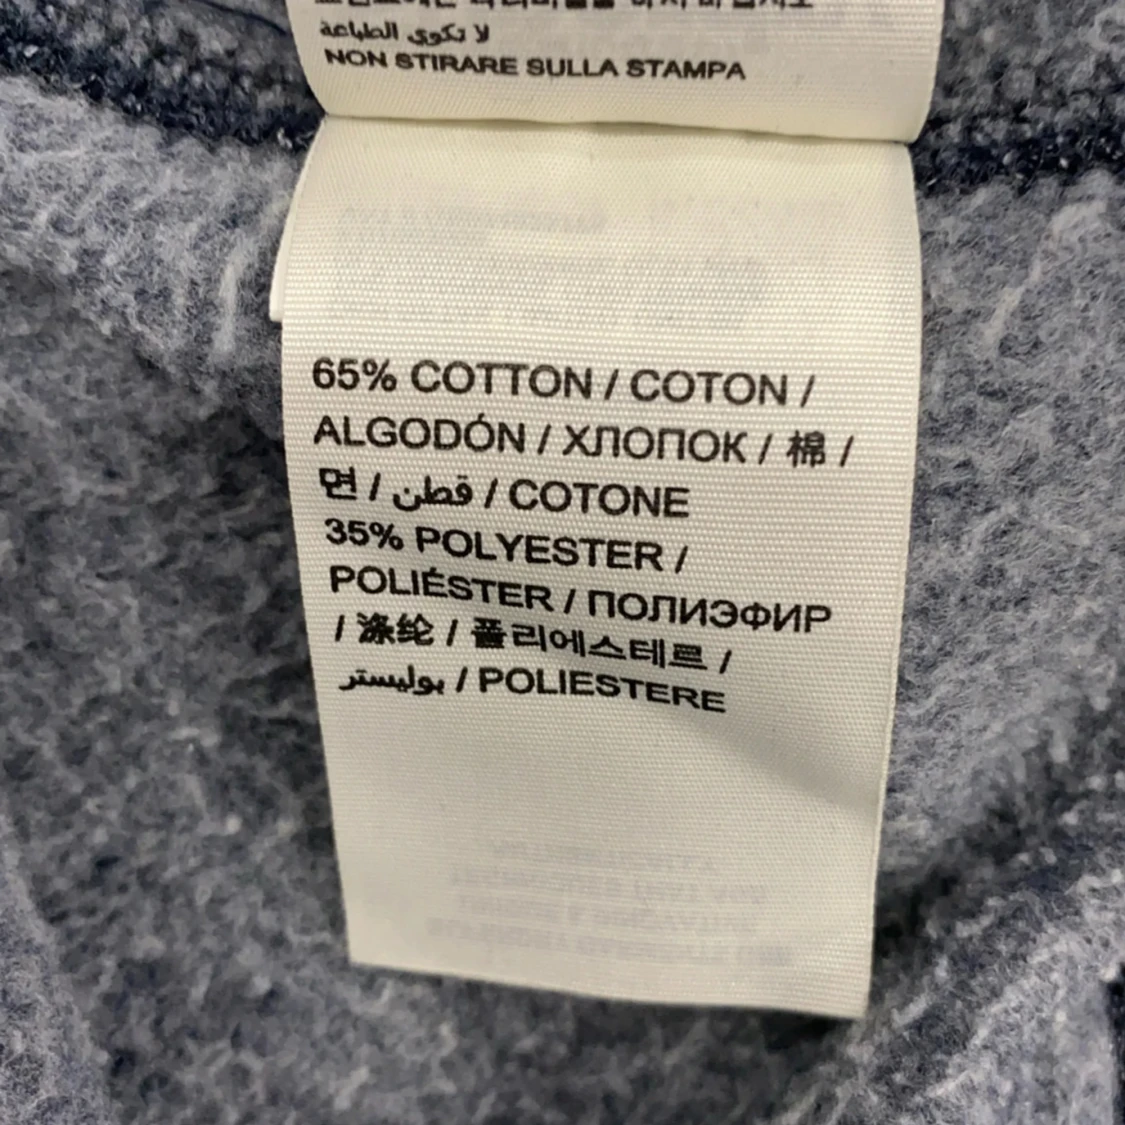 لا تكوي الطباعة
NON STIRARE SULLA STAMPA
65% COTTON / COTON /
ALGODÓN / ХЛОПОК / 棉 /
면 / قطن / COTONE
35% POLYESTER /
POLIÉSTER / ПОЛИЭФИР
/ 涤纶 / 폴리에스테르 /
بوليستر / POLIESTERE